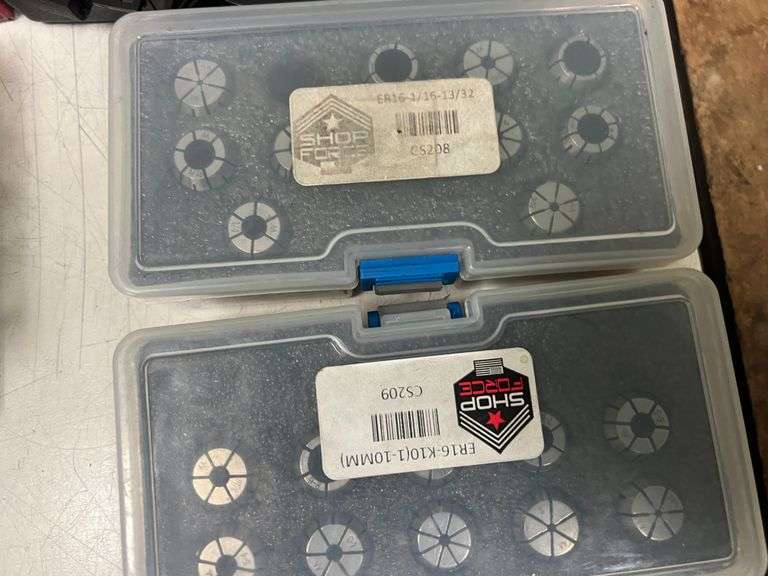 ER16-1/16-13/32
SHOP
FORCE
CS208
SHOP
FORCE
ER16-K10(1-10MM)
CS209